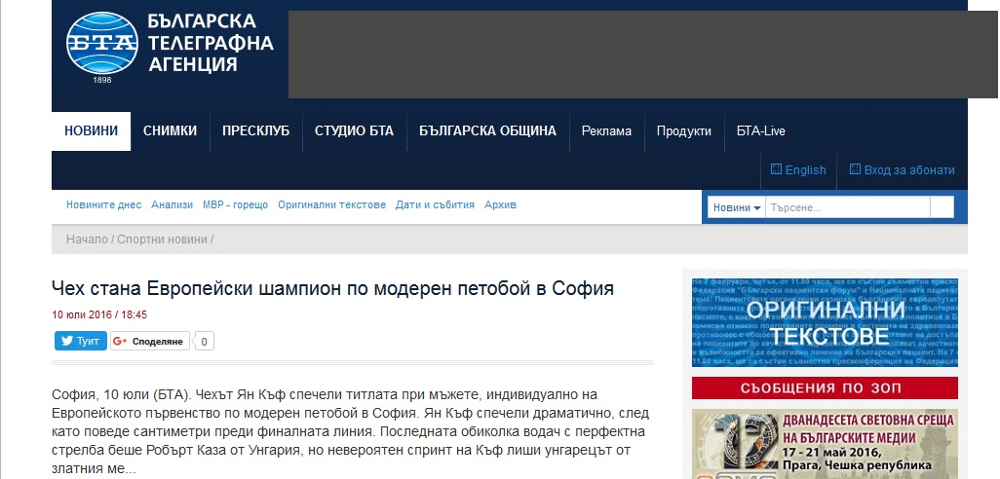 БЪЛГАРСКА
ТЕЛЕГРАФНА
АГЕНЦИЯ
БТА
1898
НОВИНИ СНИМКИ ПРЕСКЛУБ СТУДИО БТА БЪЛГАРСКА ОБЩИНА Реклама Продукти БТА-Live
English Вход за абонати
Новините днес Анализи МВР - горещо Оригинални текстове Дати и събития Архив
Новини Търсене...
Начало / Спортни новини /
Чех стана Европейски шампион по модерен петобой в София
10 юли 2016 / 18:45
Туит G+ Споделяне 0
София, 10 юли (БТА). Чехът Ян Къф спечели титлата при мъжете, индивидуално на
Европейското първенство по модерен петобой в София. Ян Къф спечели драматично, след
като поведе сантиметри преди финалната линия. Последната обиколка водач с перфектна
стрелба беше Робърт Каза от Унгария, но невероятен спринт на Къф лиши унгарецът от
златния ме...
ОРИГИНАЛНИ
ТЕКСТОВЕ
СЪОБЩЕНИЯ ПО ЗОП
12
ДВАНАДЕСЕТА СВЕТОВНА СРЕЩА
НА БЪЛГАРСКИТЕ МЕДИИ
17 - 21 май 2016,
Прага, Чешка република